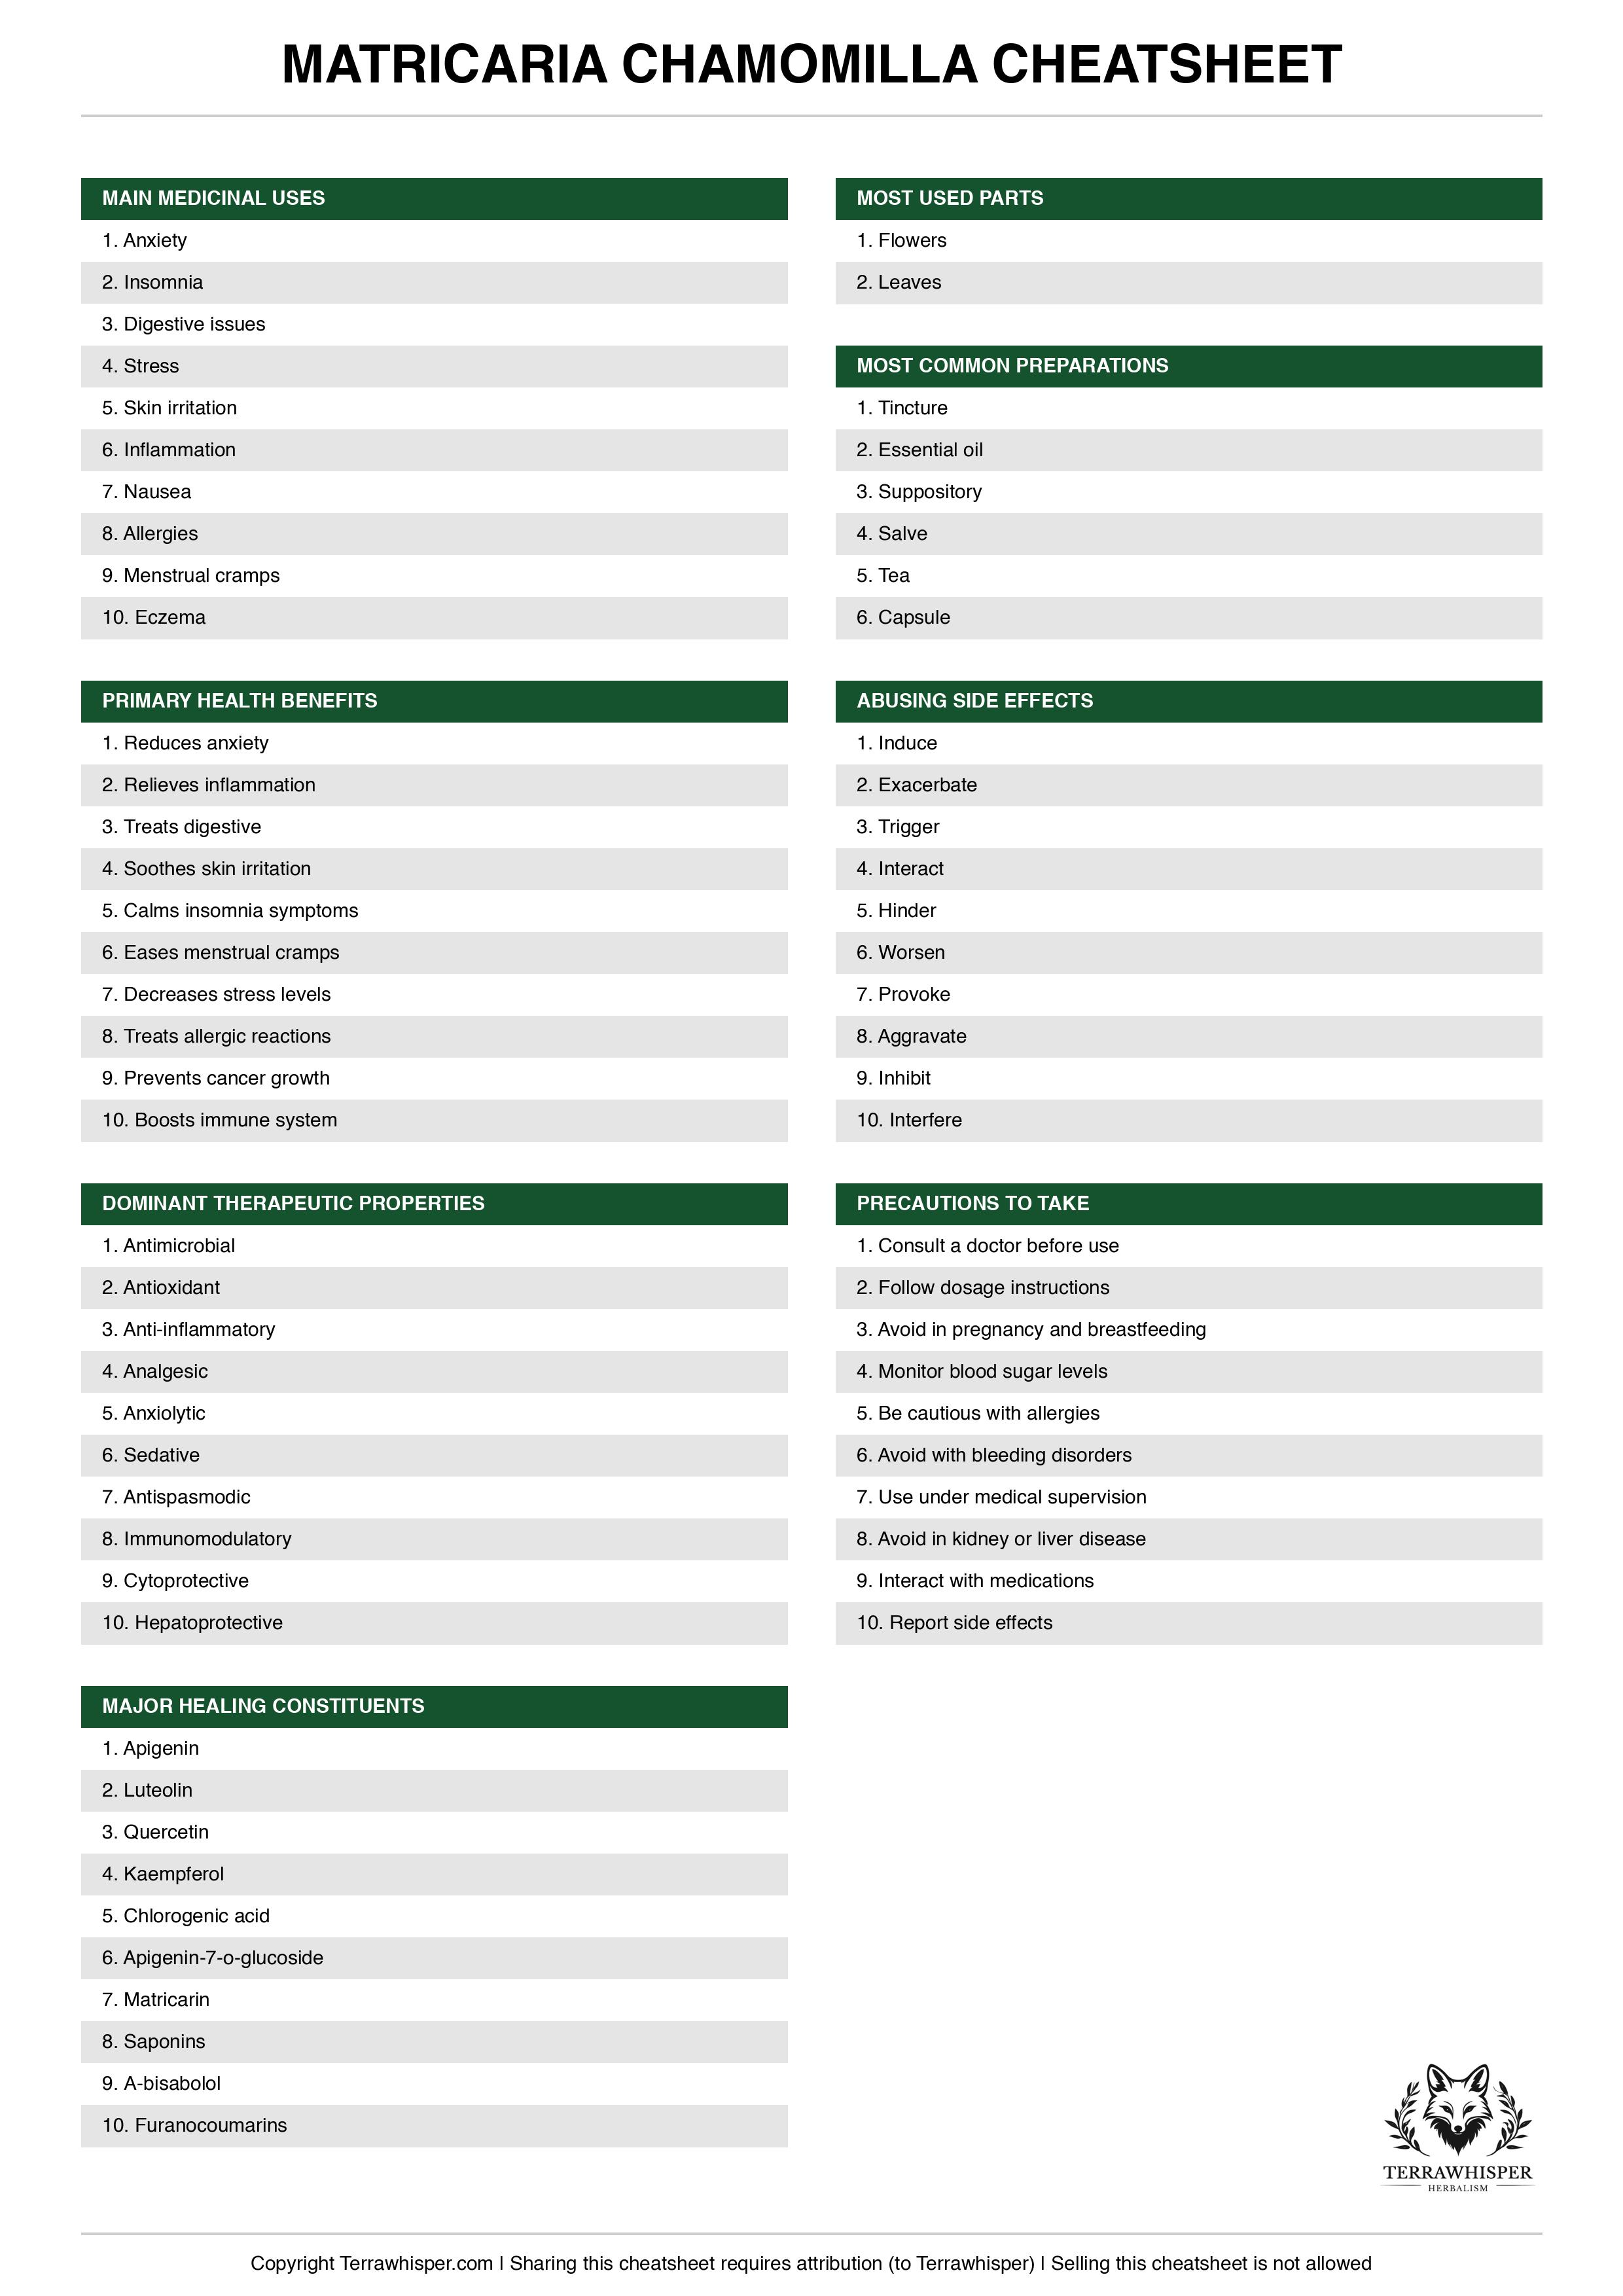 MATRICARIA CHAMOMILLA CHEATSHEET
MAIN MEDICINAL USES
1. Anxiety
2. Insomnia
3. Digestive issues
4. Stress
5. Skin irritation
6. Inflammation
7. Nausea
8. Allergies
9. Menstrual cramps
10. Eczema
PRIMARY HEALTH BENEFITS
1. Reduces anxiety
2. Relieves inflammation
3. Treats digestive
4. Soothes skin irritation
5. Calms insomnia symptoms
6. Eases menstrual cramps
7. Decreases stress levels
8. Treats allergic reactions
9. Prevents cancer growth
10. Boosts immune system
DOMINANT THERAPEUTIC PROPERTIES
1. Antimicrobial
2. Antioxidant
3. Anti-inflammatory
4. Analgesic
5. Anxiolytic
6. Sedative
7. Antispasmodic
8. Immunomodulatory
9. Cytoprotective
10. Hepatoprotective
MAJOR HEALING CONSTITUENTS
1. Apigenin
2. Luteolin
3. Quercetin
4. Kaempferol
5. Chlorogenic acid
6. Apigenin-7-o-glucoside
7. Matricarin
8. Saponins
9. A-bisabolol
10. Furanocoumarins
MOST USED PARTS
1. Flowers
2. Leaves
MOST COMMON PREPARATIONS
1. Tincture
2. Essential oil
3. Suppository
4. Salve
5. Tea
6. Capsule
ABUSING SIDE EFFECTS
1. Induce
2. Exacerbate
3. Trigger
4. Interact
5. Hinder
6. Worsen
7. Provoke
8. Aggravate
9. Inhibit
10. Interfere
PRECAUTIONS TO TAKE
1. Consult a doctor before use
2. Follow dosage instructions
3. Avoid in pregnancy and breastfeeding
4. Monitor blood sugar levels
5. Be cautious with allergies
6. Avoid with bleeding disorders
7. Use under medical supervision
8. Avoid in kidney or liver disease
9. Interact with medications
10. Report side effects
TERRAWHISPER
HERBALISM
Copyright Terrawhisper.com | Sharing this cheatsheet requires attribution (to Terrawhisper) | Selling this cheatsheet is not allowed